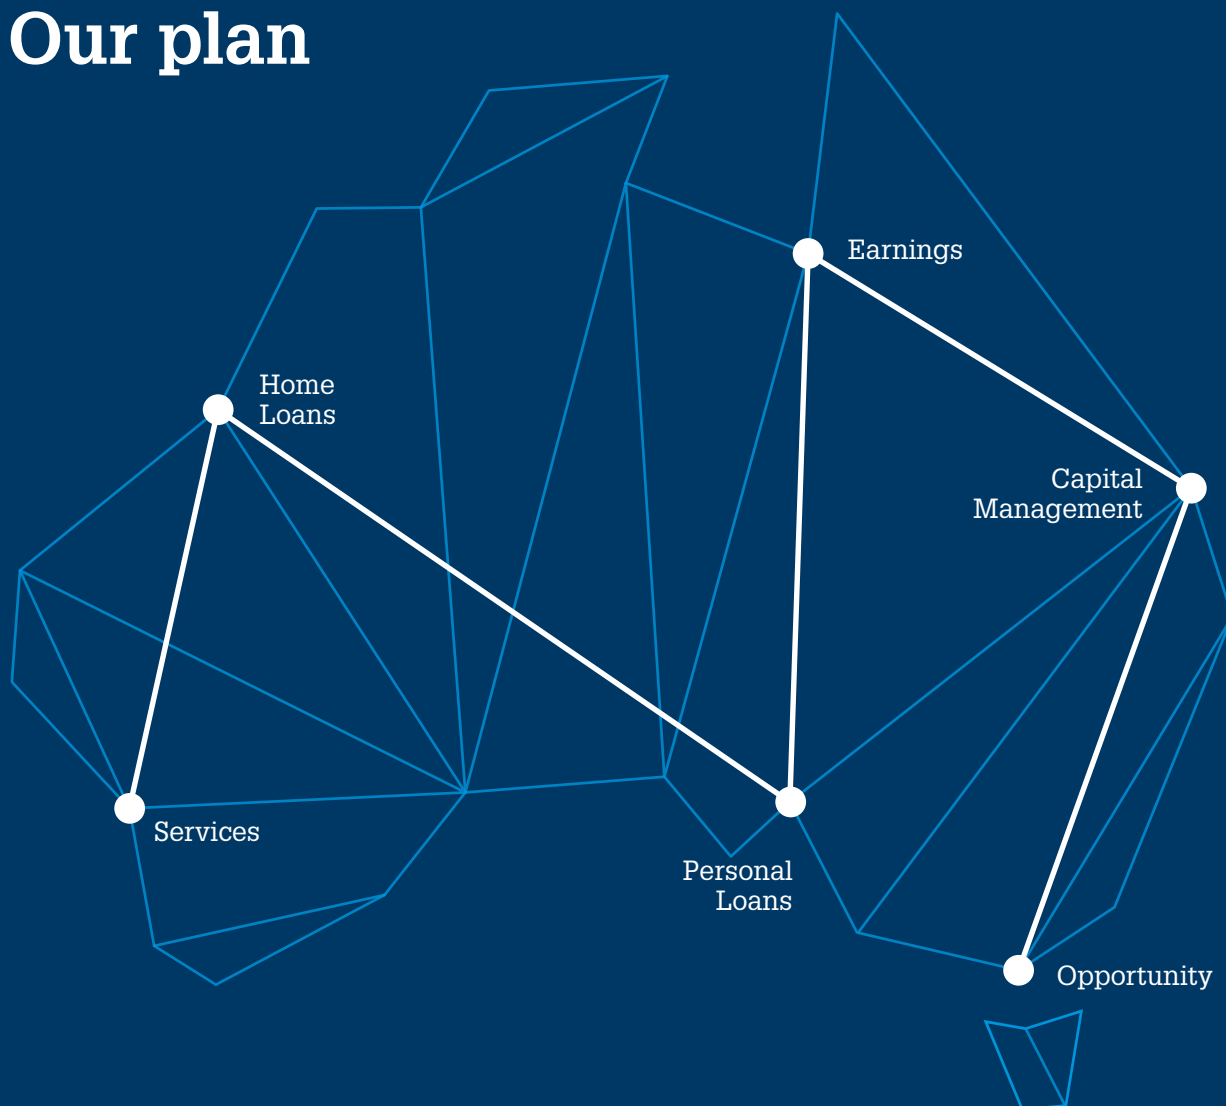 Our plan
Earnings
Home
Loans
Capital
Management
Services
Personal
Loans
Opportunity